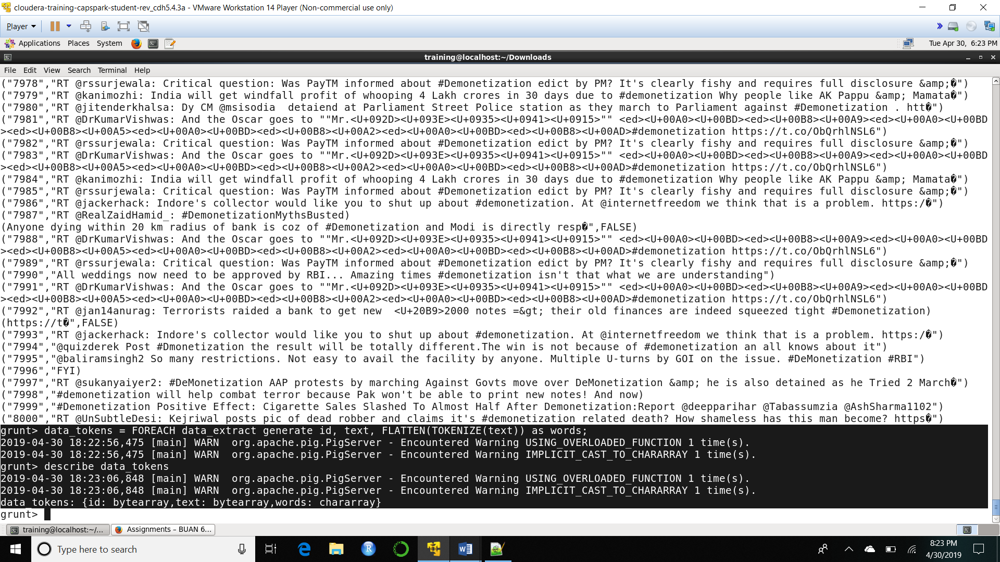 cloudera-training-capspark-student-rev_cdh5.4.3a - VMware Workstation 14 Player (Non-commercial use only)
Player
Applications Places System Tue Apr 30, 6:23 PM
training@localhost:~/Downloads
File Edit View Search Terminal Help
("7978","RT @rssurjewala: Critical question: Was PayTM informed about #Demonetization edict by PM? It's clearly fishy and requires full disclosure &amp;�")
("7979","RT @kanimozhi: India will get windfall profit of whooping 4 Lakh crores in 30 days due to #demonetization Why people like AK Pappu &amp; Mamata�")
("7980","RT @jitenderkhalsa: Dy CM @msisodia  detaiend at Parliament Street Police station as they march to Parliament against #Demonetization . htt�")
("7981","RT @DrKumarVishwas: And the Oscar goes to ""Mr.<U+092D><U+093E><U+0935><U+0941><U+0915>"" <ed><U+00A0><U+00BD><ed><U+00B8><U+00A9><ed><U+00A0><U+00BD
><ed><U+00B8><U+00A5><ed><U+00A0><U+00BD><ed><U+00B8><U+00A2><ed><U+00A0><U+00BD><ed><U+00B8><U+00AD>#demonetization https://t.co/ObQrhlNSL6")
("7982","RT @rssurjewala: Critical question: Was PayTM informed about #Demonetization edict by PM? It's clearly fishy and requires full disclosure &amp;�")
("7983","RT @DrKumarVishwas: And the Oscar goes to ""Mr.<U+092D><U+093E><U+0935><U+0941><U+0915>"" <ed><U+00A0><U+00BD><ed><U+00B8><U+00A9><ed><U+00A0><U+00BD
><ed><U+00B8><U+00A5><ed><U+00A0><U+00BD><ed><U+00B8><U+00A2><ed><U+00A0><U+00BD><ed><U+00B8><U+00AD>#demonetization https://t.co/ObQrhlNSL6")
("7984","RT @kanimozhi: India will get windfall profit of whooping 4 Lakh crores in 30 days due to #demonetization Why people like AK Pappu &amp; Mamata�")
("7985","RT @rssurjewala: Critical question: Was PayTM informed about #Demonetization edict by PM? It's clearly fishy and requires full disclosure &amp;�")
("7986","RT @jackerhack: Indore's collector would like you to shut up about #demonetization. At @internetfreedom we think that is a problem. https:/�")
("7987","RT @RealZaidHamid_: #DemonetizationMythsBusted)
(Anyone dying within 20 km radius of bank is coz of #Demonetization and Modi is directly resp�",FALSE)
("7988","RT @DrKumarVishwas: And the Oscar goes to ""Mr.<U+092D><U+093E><U+0935><U+0941><U+0915>"" <ed><U+00A0><U+00BD><ed><U+00B8><U+00A9><ed><U+00A0><U+00BD
><ed><U+00B8><U+00A5><ed><U+00A0><U+00BD><ed><U+00B8><U+00A2><ed><U+00A0><U+00BD><ed><U+00B8><U+00AD>#demonetization https://t.co/ObQrhlNSL6")
("7989","RT @rssurjewala: Critical question: Was PayTM informed about #Demonetization edict by PM? It's clearly fishy and requires full disclosure &amp;�")
("7990","All weddings now need to be approved by RBI... Amazing times #demonetization isn't that what we are understanding")
("7991","RT @DrKumarVishwas: And the Oscar goes to ""Mr.<U+092D><U+093E><U+0935><U+0941><U+0915>"" <ed><U+00A0><U+00BD><ed><U+00B8><U+00A9><ed><U+00A0><U+00BD
><ed><U+00B8><U+00A5><ed><U+00A0><U+00BD><ed><U+00B8><U+00A2><ed><U+00A0><U+00BD><ed><U+00B8><U+00AD>#demonetization https://t.co/ObQrhlNSL6")
("7992","RT @jan14anurag: Terrorists raided a bank to get new  <U+20B9>2000 notes =&gt; their old finances are indeed squeezed tight #Demonetization)
(https://t�",FALSE)
("7993","RT @jackerhack: Indore's collector would like you to shut up about #demonetization. At @internetfreedom we think that is a problem. https:/�")
("7994","@quizderek Post #Dmonetization the result will be totally different.The win is not because of #demonetization an all knows about it")
("7995","@baliramsingh2 So many restrictions. Not easy to avail the facility by anyone. Multiple U-turns by GOI on the issue. #DeMonetization #RBI")
("7996","FYI)
("7997","RT @sukanyaiyer2: #DeMonetization AAP protests by marching Against Govts move over DeMonetization &amp; he is also detained as he Tried 2 March�")
("7998","#demonetization will help combat terror because Pak won't be able to print new notes! And now)
("7999","#Demonetization Positive Effect: Cigarette Sales Slashed To Almost Half After Demonetization:Report @deepparihar @Tabassumzia @AshSharma1102")
("8000","RT @UnSubtleDesi: Kejriwal posts pic of dead robber and claims it's #demonetization related death? How shameless has this man become? https�")
grunt> data_tokens = FOREACH data_extract generate id, text, FLATTEN(TOKENIZE(text)) as words;
2019-04-30 18:22:56,475 [main] WARN  org.apache.pig.PigServer - Encountered Warning USING_OVERLOADED_FUNCTION 1 time(s).
2019-04-30 18:22:56,475 [main] WARN  org.apache.pig.PigServer - Encountered Warning IMPLICIT_CAST_TO_CHARARRAY 1 time(s).
grunt> describe data_tokens
2019-04-30 18:23:06,848 [main] WARN  org.apache.pig.PigServer - Encountered Warning USING_OVERLOADED_FUNCTION 1 time(s).
2019-04-30 18:23:06,848 [main] WARN  org.apache.pig.PigServer - Encountered Warning IMPLICIT_CAST_TO_CHARARRAY 1 time(s).
data_tokens: {id: bytearray,text: bytearray,words: chararray}
grunt>
training@localhost:~/... Assignments – BUAN 6...
Type here to search
8:23 PM
4/30/2019